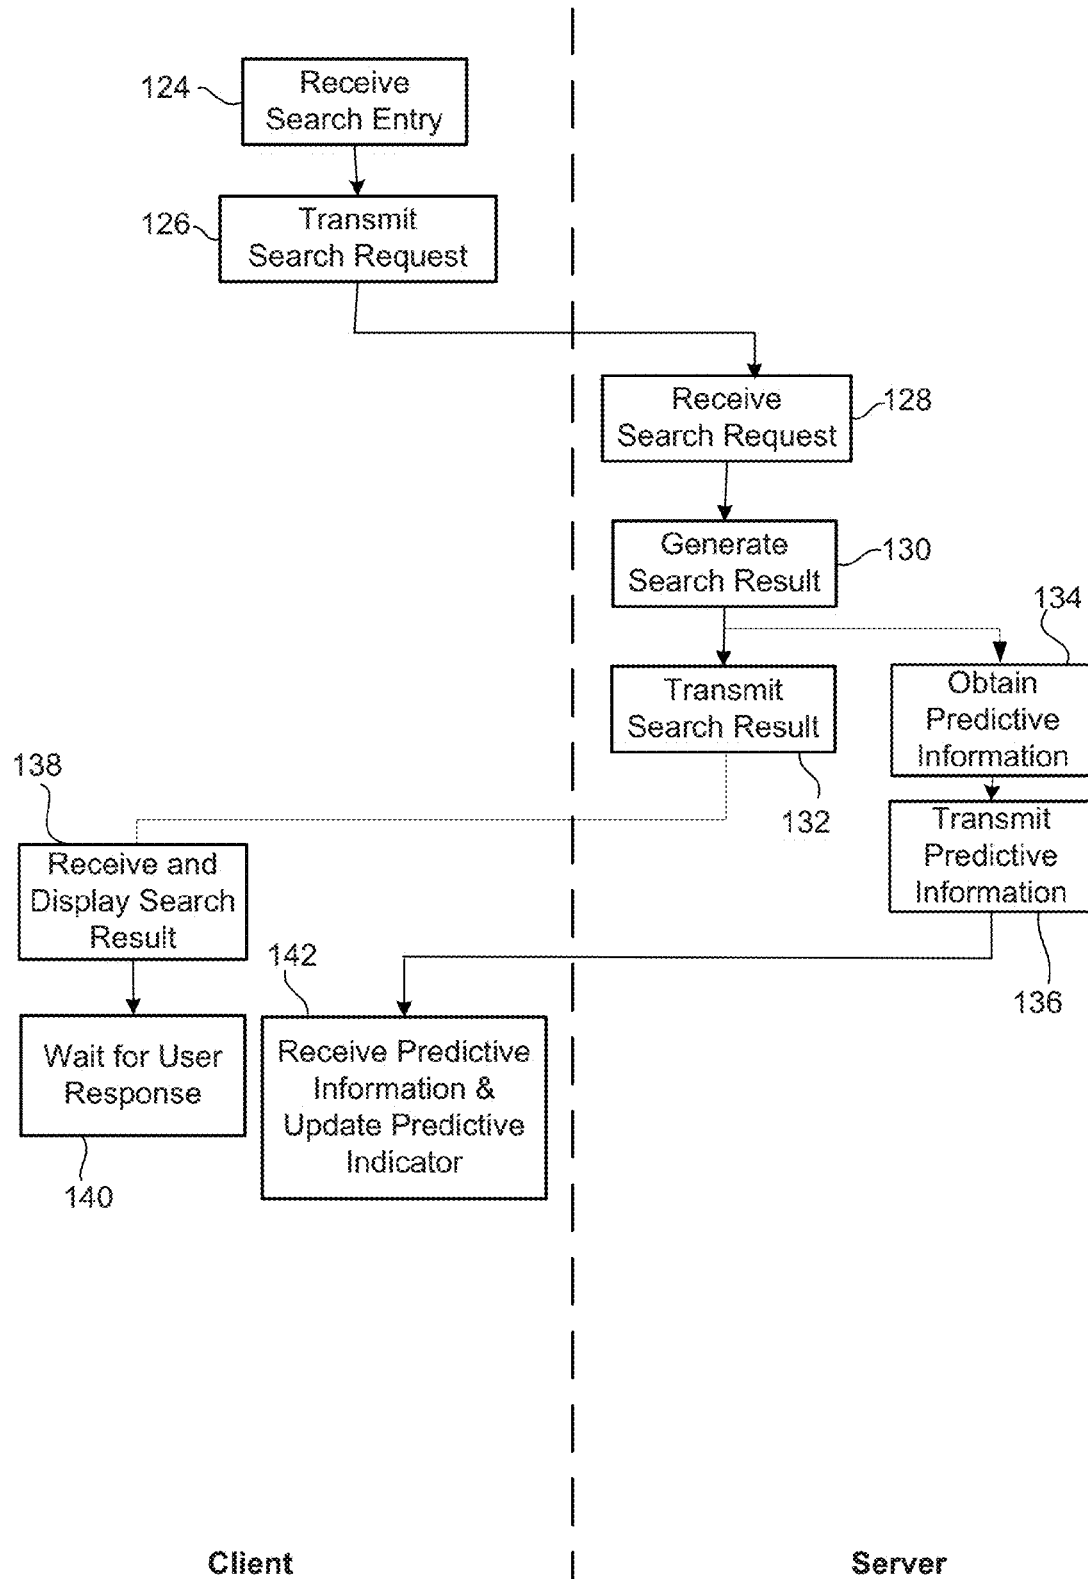 124
Receive
Search Entry
126
Transmit
Search Request
Receive
Search Request
128
Generate
Search Result
130
134
Transmit
Search Result
Obtain
Predictive
Information
138
132
Transmit
Predictive
Information
Receive and
Display Search
Result
142
136
Wait for User
Response
Receive Predictive
Information &
Update Predictive
Indicator
140
Client
Server